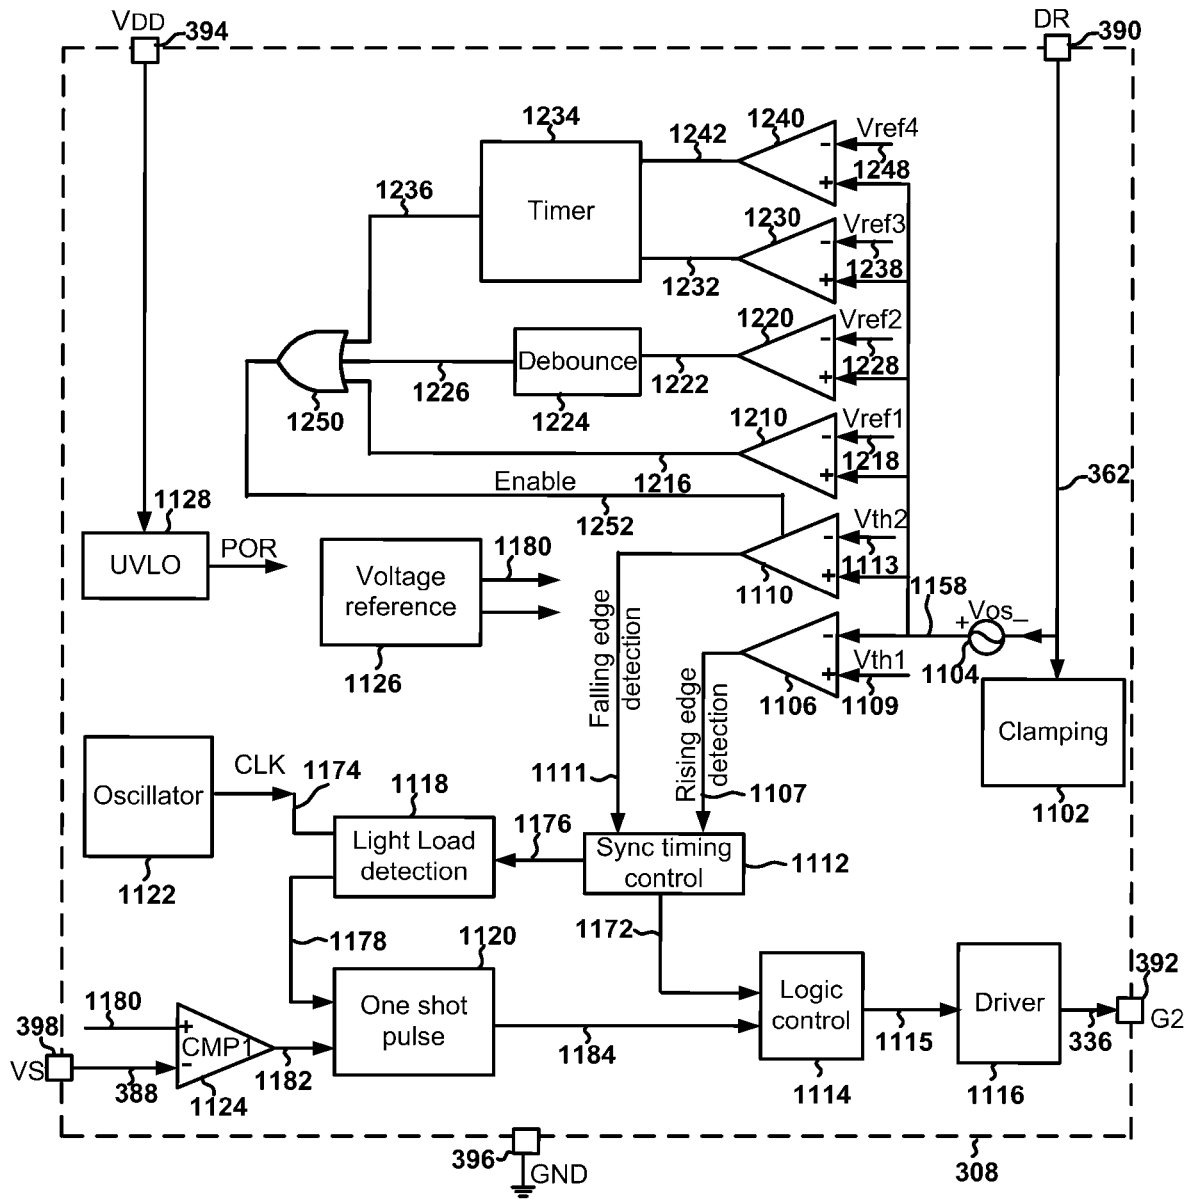 VDD
394
DR
390
1234
1242
1240
Vref4
1248
1236
Timer
1230
Vref3
1238
1232
1220
Vref2
1228
Debounce
1226
1222
1250
1224
1210
Vref1
1218
1216
362
Enable
1252
1128
UVLO
POR
Voltage
reference
1180
1126
Vth2
1113
1110
1158
+Vos_
1104
Vth1
1109
1106
Falling edge
detection
Rising edge
detection
1111
1107
Clamping
1102
Oscillator
1122
CLK
1174
1118
Light Load
detection
1176
Sync timing
control
1112
1178
1172
1120
One shot
pulse
1184
Logic
control
1114
1115
Driver
1116
336
392
G2
1180
398
VS
388
+
CMP1
-
1124
1182
396
GND
308